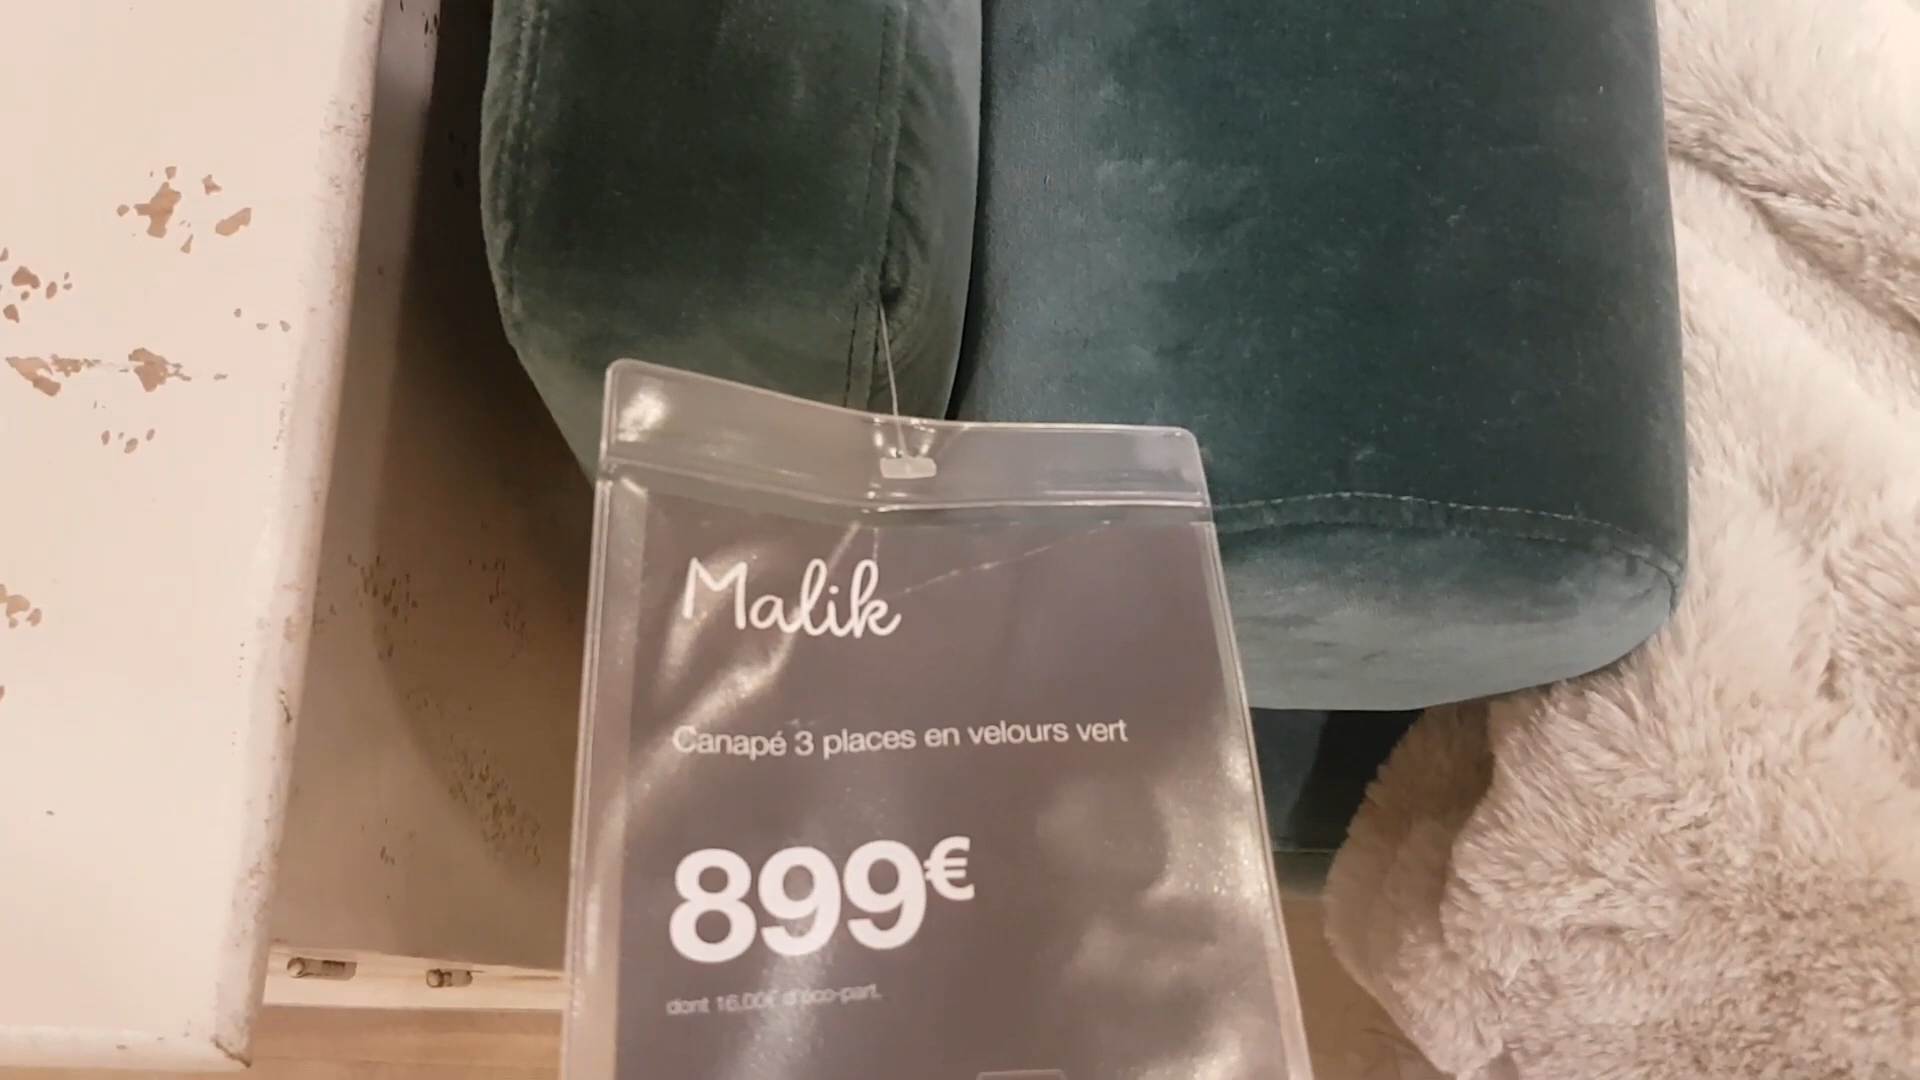 Malik
Canapé 3 places en velours vert
899€
dont 16,00€ d'éco-part.